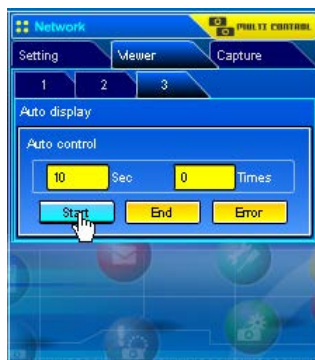 Network MULTI CONTROL
Setting Viewer Capture
1 2 3
Auto display
Auto control
10 Sec 0 Times
Start End Error